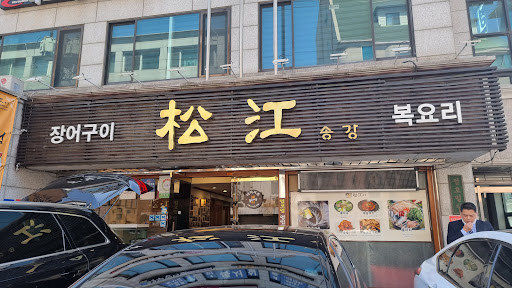 장어구이 松江 송강 복요리